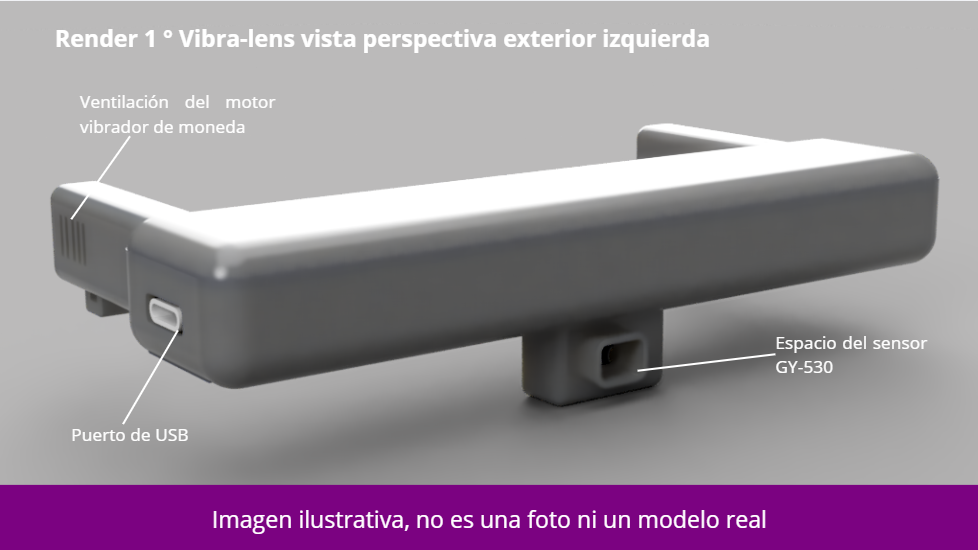 Render 1 ° Vibra-lens vista perspectiva exterior izquierda
Ventilación del motor
vibrador de moneda
Espacio del sensor
GY-530
Puerto de USB
Imagen ilustrativa, no es una foto ni un modelo real